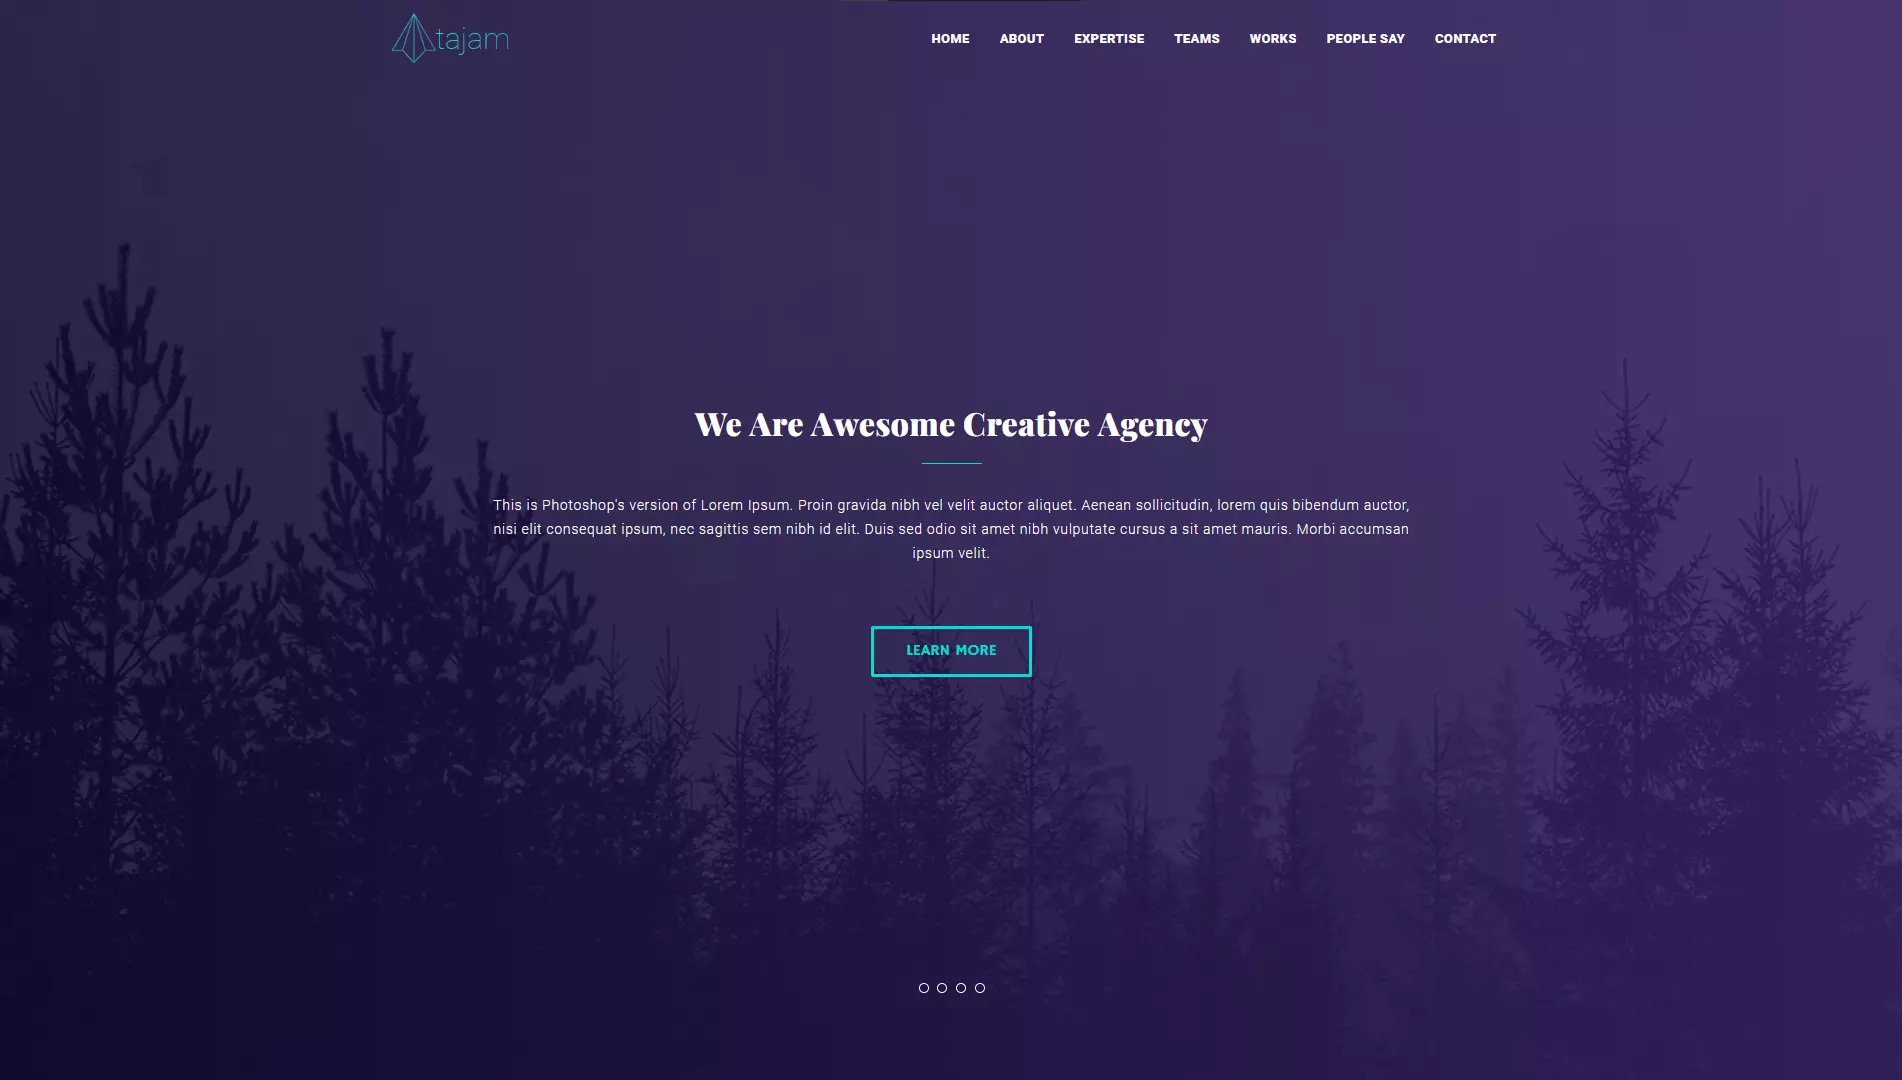 tajam
HOME ABOUT EXPERTISE TEAMS WORKS PEOPLE SAY CONTACT
We Are Awesome Creative Agency
This is Photoshop's version of Lorem Ipsum. Proin gravida nibh vel velit auctor aliquet. Aenean sollicitudin, lorem quis bibendum auctor,
nisi elit consequat ipsum, nec sagittis sem nibh id elit. Duis sed odio sit amet nibh vulputate cursus a sit amet mauris. Morbi accumsan
ipsum velit.
LEARN MORE